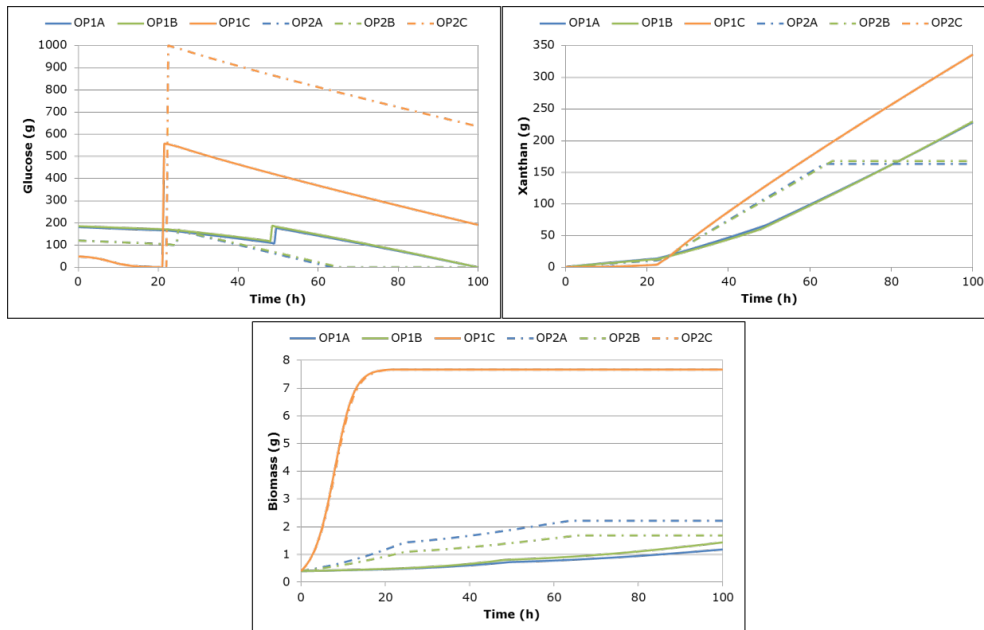 OP1A OP1B OP1C OP2A OP2B OP2C
1000
900
800
700
600
500
400
300
200
100
0
Glucose (g)
0 20 40 60 80 100
Time (h)
OP1A OP1B OP1C OP2A OP2B OP2C
350
300
250
200
150
100
50
0
Xanthan (g)
0 20 40 60 80 100
Time (h)
OP1A OP1B OP1C OP2A OP2B OP2C
8
7
6
5
4
3
2
1
0
Biomass (g)
0 20 40 60 80 100
Time (h)